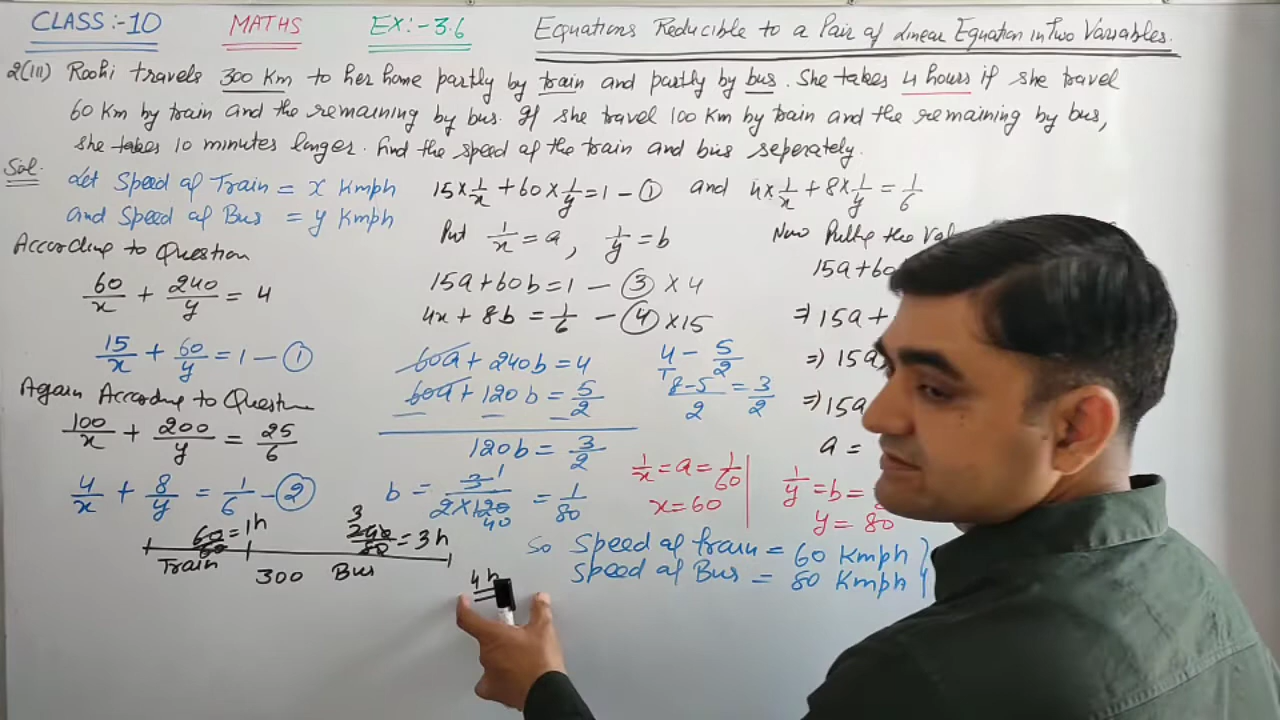 CLASS:-10 MATHS EX:-3.6 Equations Reducible to a Pair of Linear Equation in Two Variables.
2(iii) Roohi travels 300 Km to her home partly by train and partly by bus. She takes 4 hours if she travel
60 Km by train and the remaining by bus. If she travel 100 Km by train and the remaining by bus,
she takes 10 minutes longer. find the speed of the train and bus seperately.
Sol. Let Speed of Train = x Kmph
and Speed of Bus = y Kmph
According to Question
60/x + 240/y = 4
15/x + 60/y = 1 — ①
Again According to Question
100/x + 200/y = 25/6
4/x + 8/y = 1/6 — ②
60/60 = 1h 3 240/80 = 3h
Train 300 Bus
4h
15×1/x + 60×1/y = 1 — ① and 4×1/x + 8×1/y = 1/6
Put 1/x = a, 1/y = b
15a + 60b = 1 — ③ ×4
4x + 8b = 1/6 — ④ ×15
60a + 240b = 4
60a + 120b = 5/2
120b = 3/2
b = 3 1/2×120 40 = 1/80
4/1 - 5/2
8-5/2 = 3/2
Now the
15a+60
⇒ 15a+
⇒ 15a
⇒ 15a
a =
1/x = a = 1/60
x = 60
1/y = b =
y = 80
So Speed of train = 60 Kmph
Speed of Bus = 80 Kmph